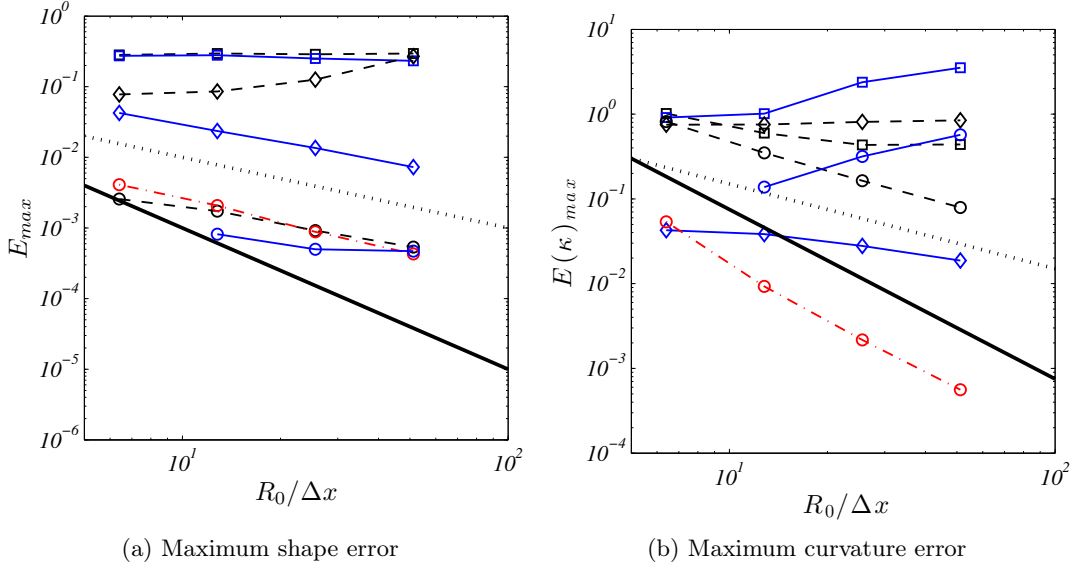 10^0
10^-1
10^-2
10^-3
10^-4
10^-5
10^-6
E_max
10^1
10^2
R_0/Δx
(a) Maximum shape error
10^1
10^0
10^-1
10^-2
10^-3
10^-4
E(κ)_max
10^1
10^2
R_0/Δx
(b) Maximum curvature error